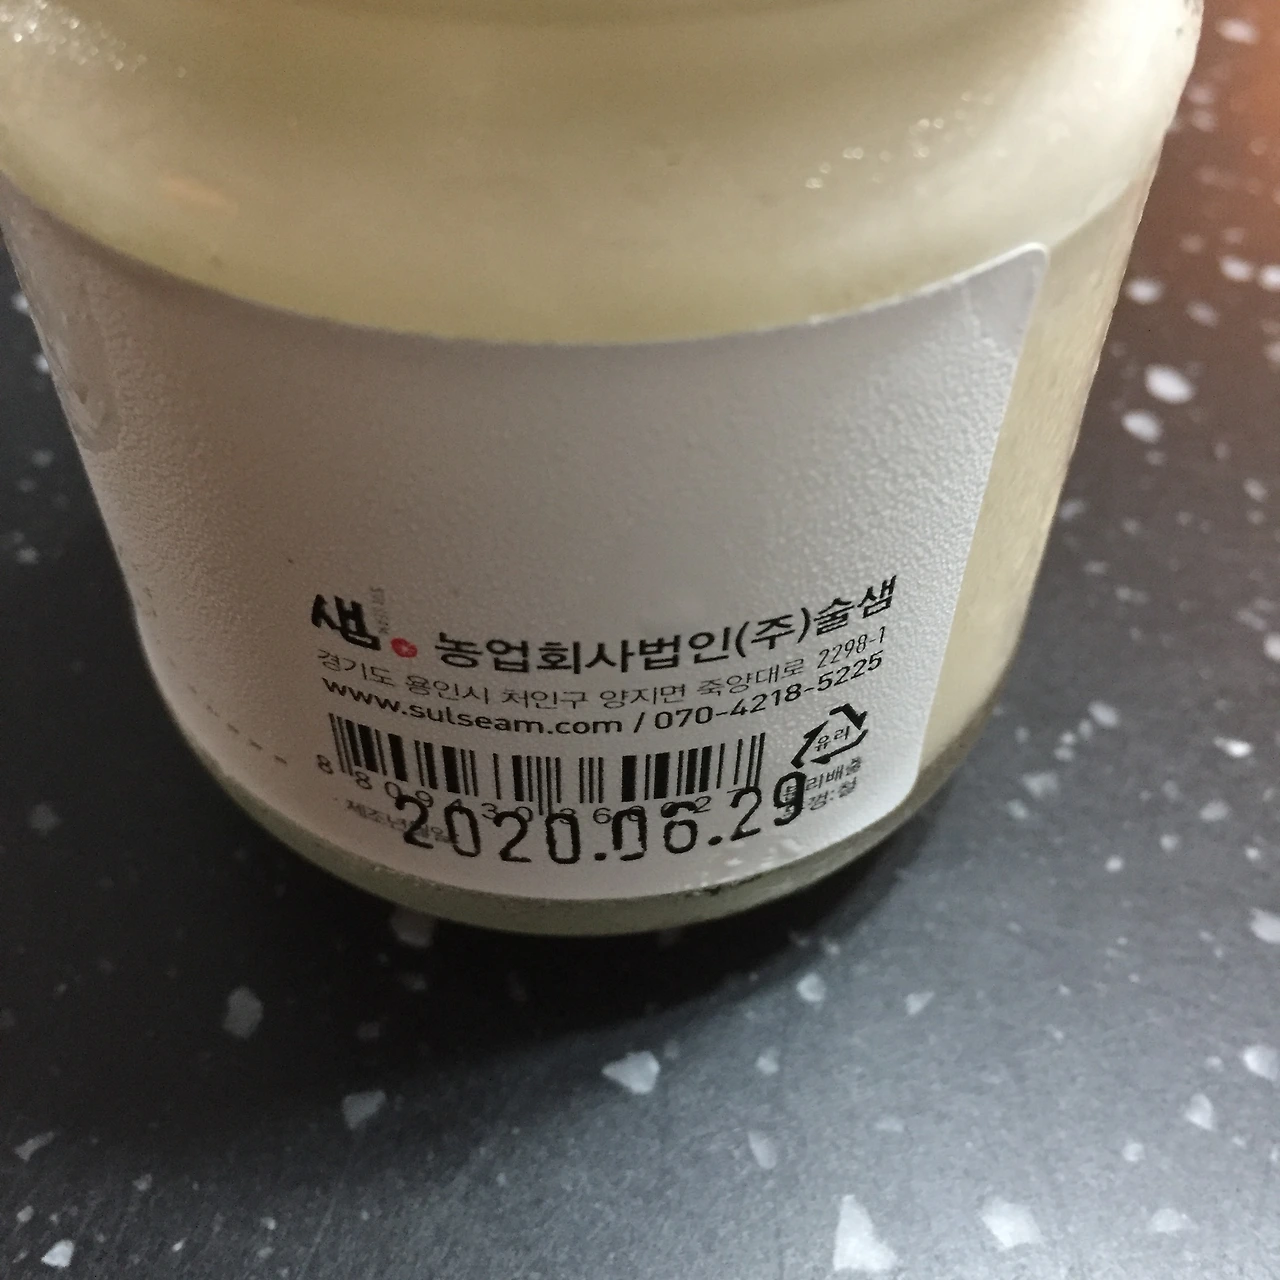 샘 농업회사법인(주)술샘
경기도 용인시 처인구 양지면 죽양대로 2298-1
www.sulseam.com / 070-4218-5225
유리
2020.06.29